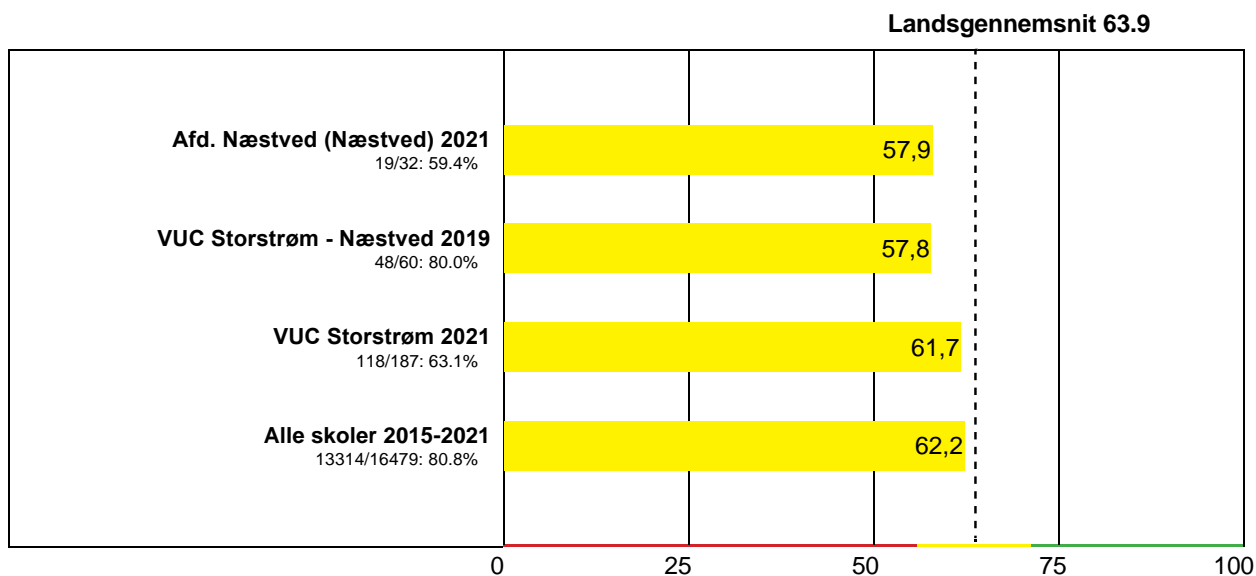 Landsgennemsnit 63.9
Afd. Næstved (Næstved) 2021
19/32: 59.4%
57,9
VUC Storstrøm - Næstved 2019
48/60: 80.0%
57,8
VUC Storstrøm 2021
118/187: 63.1%
61,7
Alle skoler 2015-2021
13314/16479: 80.8%
62,2
0 25 50 75 100